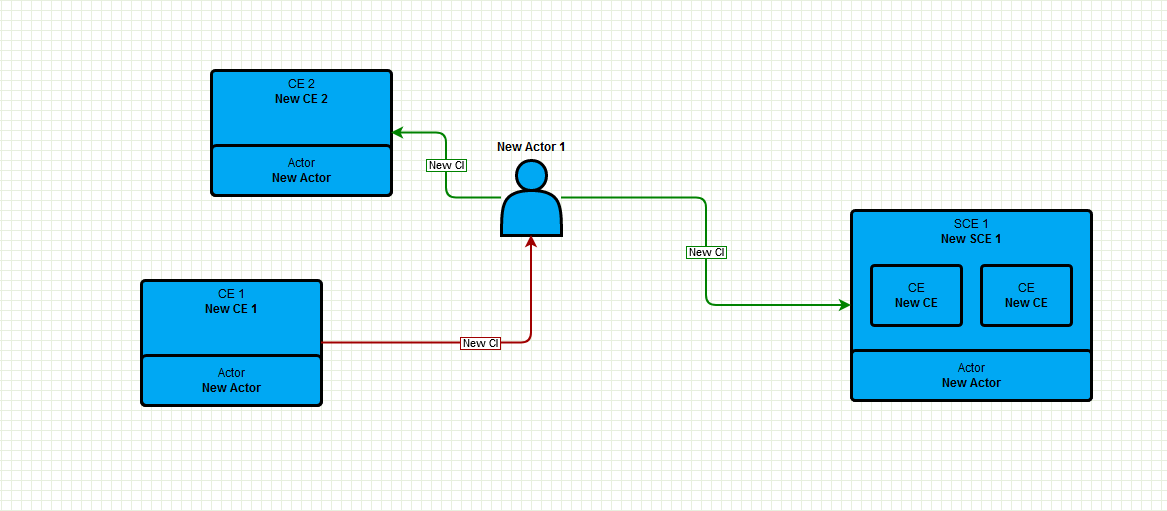 CE 2
New CE 2
Actor
New Actor
New CI
New Actor 1
New CI
SCE 1
New SCE 1
CE
New CE
CE
New CE
Actor
New Actor
CE 1
New CE 1
Actor
New Actor
New CI